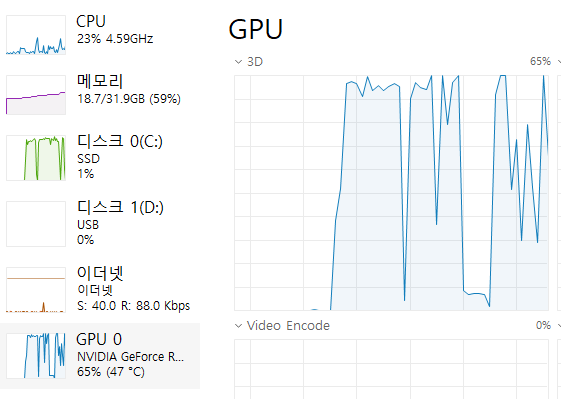 CPU
23% 4.59GHz
메모리
18.7/31.9GB (59%)
디스크 0(C:)
SSD
1%
디스크 1(D:)
USB
0%
이더넷
이더넷
S: 40.0 R: 88.0 Kbps
GPU 0
NVIDIA GeForce R...
65% (47 °C)
GPU
3D 65%
Video Encode 0%